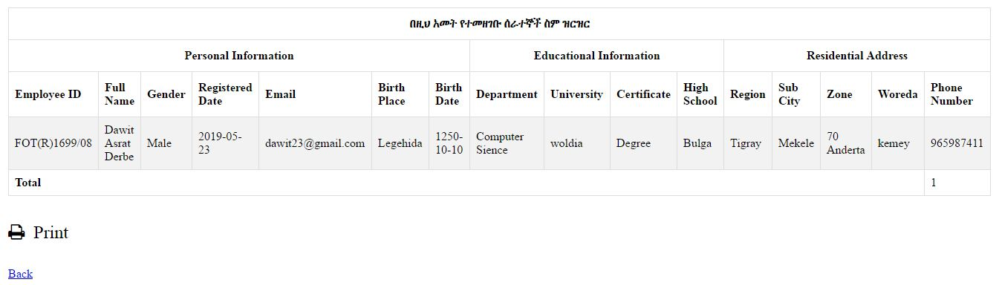 በዚህ አመት የተመዘገቡ ሰራተኞች ስም ዝርዝር
Personal Information Educational Information Residential Address
Employee ID Full Name Gender Registered Date Email Birth Place Birth Date Department University Certificate High School Region Sub City Zone Woreda Phone Number
FOT(R)1699/08 Dawit Asrat Derbe Male 2019-05-23 dawit23@gmail.com Legehida 1250-10-10 Computer Sience woldia Degree Bulga Tigray Mekele 70 Anderta kemey 965987411
Total 1
Print
Back